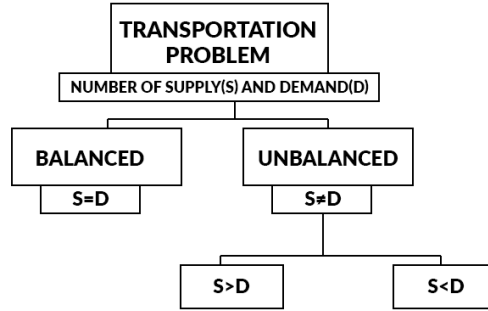 TRANSPORTATION
PROBLEM
NUMBER OF SUPPLY(S) AND DEMAND(D)
BALANCED
UNBALANCED
S=D
S≠D
S>D
S<D